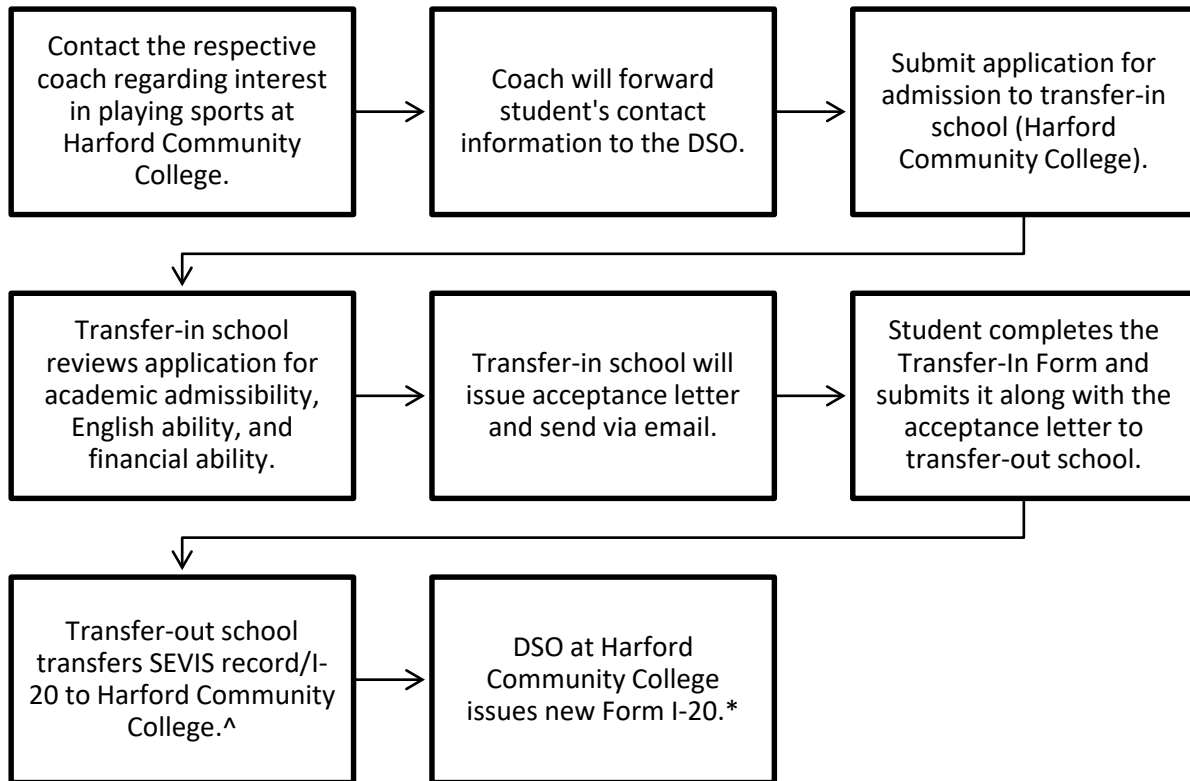 Contact the respective
coach regarding interest
in playing sports at
Harford Community
College.
Coach will forward
student's contact
information to the DSO.
Submit application for
admission to transfer-in
school (Harford
Community College).
Transfer-in school
reviews application for
academic admissibility,
English ability, and
financial ability.
Transfer-in school will
issue acceptance letter
and send via email.
Student completes the
Transfer-In Form and
submits it along with the
acceptance letter to
transfer-out school.
Transfer-out school
transfers SEVIS record/I-
20 to Harford Community
College.^
DSO at Harford
Community College
issues new Form I-20.*